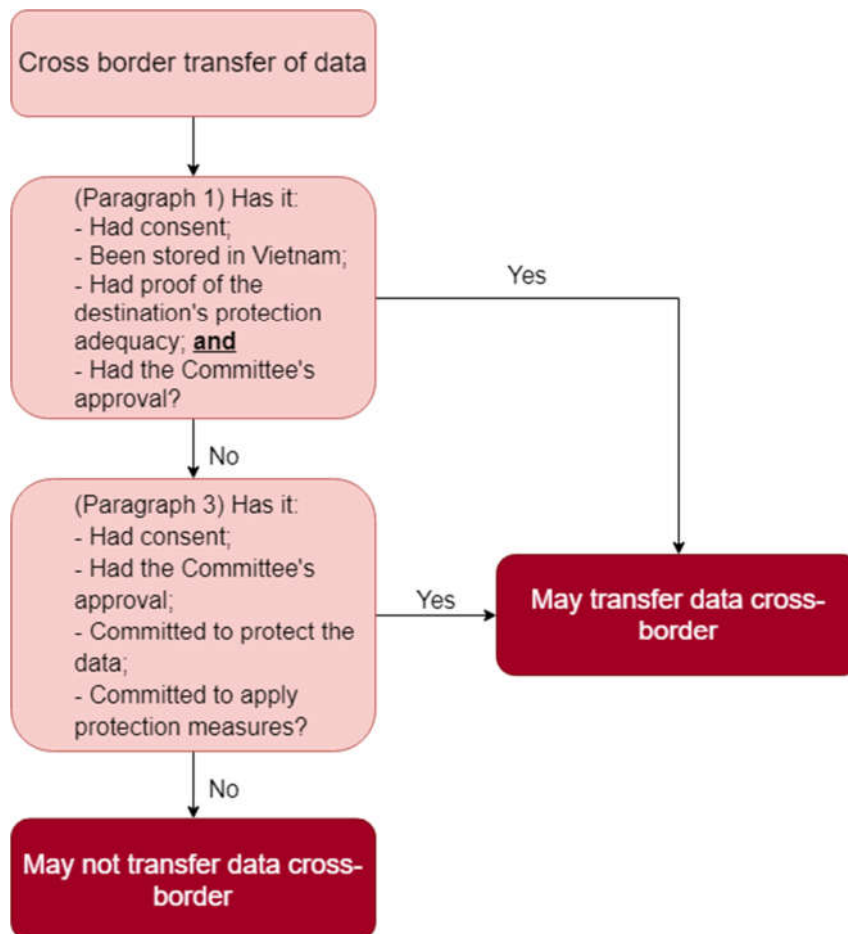 Cross border transfer of data
(Paragraph 1) Has it:
- Had consent;
- Been stored in Vietnam;
- Had proof of the
destination's protection
adequacy; and
- Had the Committee's
approval?
Yes
No
(Paragraph 3) Has it:
- Had consent;
- Had the Committee's
approval;
- Committed to protect the
data;
- Committed to apply
protection measures?
Yes
May transfer data cross-
border
No
May not transfer data cross-
border